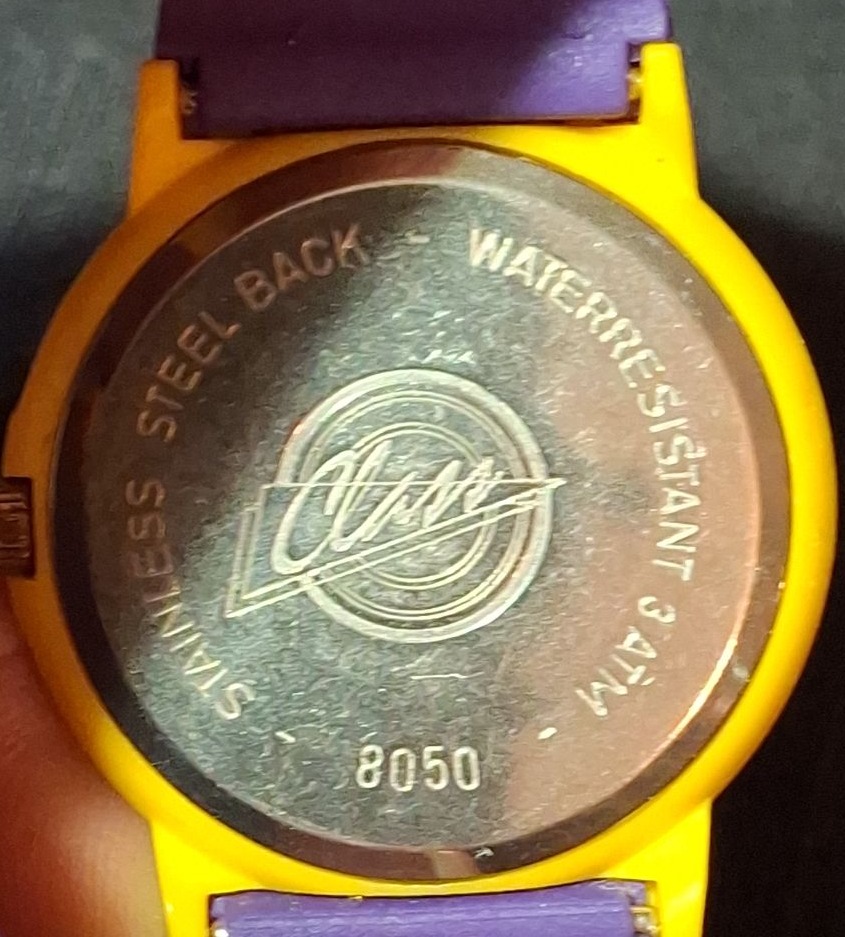 STAINLESS STEEL BACK - WATERRESISTANT 3 ATM -
8050 -